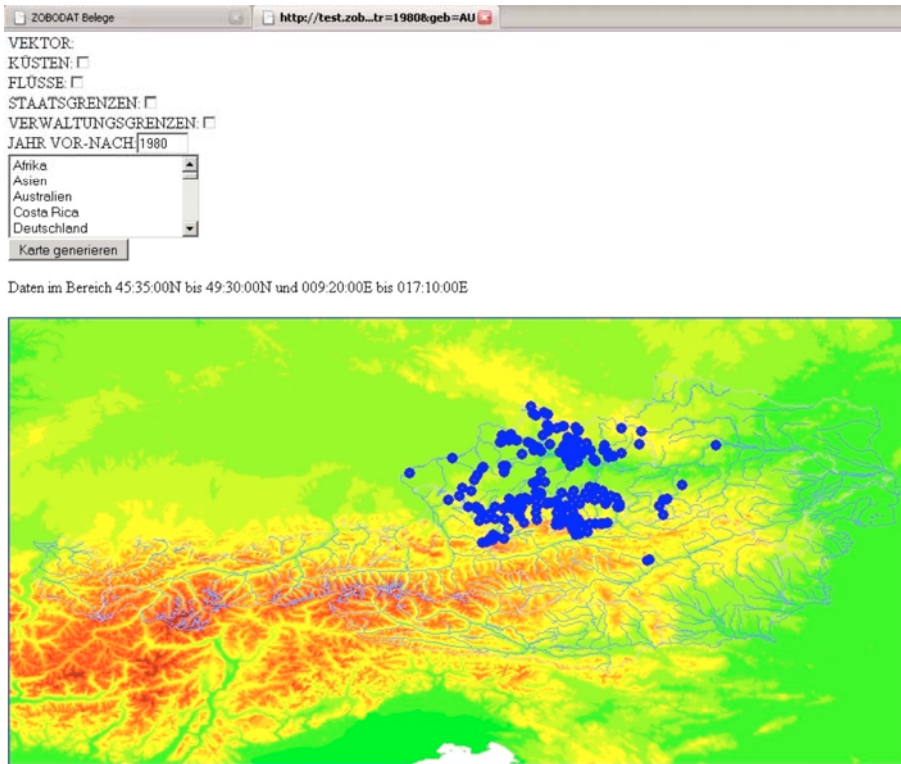 ZOBODAT Belege
http://test.zob...tr=1980&geb=AU
VEKTOR:
KÜSTEN:
FLÜSSE:
STAATSGRENZEN:
VERWALTUNGSGRENZEN:
JAHR VOR-NACH: 1980
Afrika
Asien
Australien
Costa Rica
Deutschland
Karte generieren
Daten im Bereich 45:35:00N bis 49:30:00N und 009:20:00E bis 017:10:00E